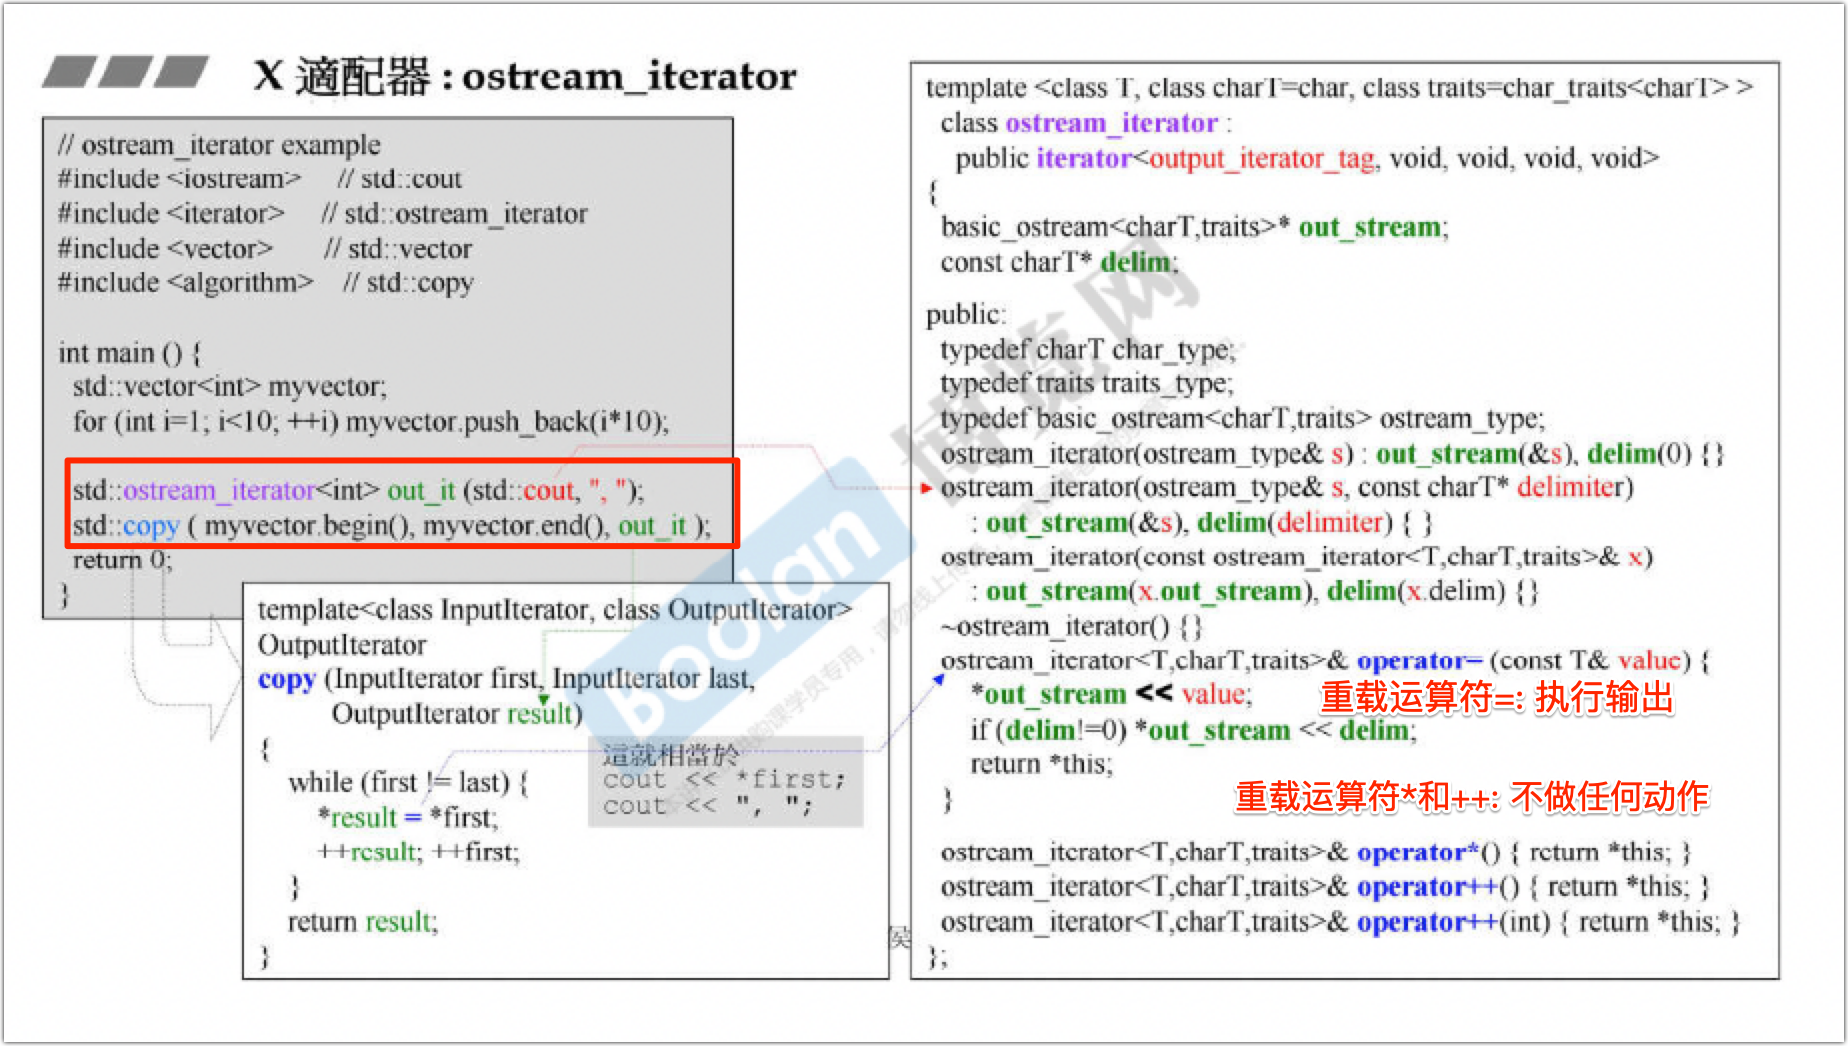 X 適配器 : ostream_iterator
// ostream_iterator example
#include <iostream> // std::cout
#include <iterator> // std::ostream_iterator
#include <vector> // std::vector
#include <algorithm> // std::copy
int main () {
std::vector<int> myvector;
for (int i=1; i<10; ++i) myvector.push_back(i*10);
std::ostream_iterator<int> out_it (std::cout, ", ");
std::copy ( myvector.begin(), myvector.end(), out_it );
return 0;
}
template<class InputIterator, class OutputIterator>
OutputIterator
copy (InputIterator first, InputIterator last,
OutputIterator result)
{
while (first != last) {
*result = *first;
++result; ++first;
}
return result;
}
這就相當於
cout << *first;
cout << ", ";
template <class T, class charT=char, class traits=char_traits<charT> >
class ostream_iterator :
public iterator<output_iterator_tag, void, void, void, void>
{
basic_ostream<charT,traits>* out_stream;
const charT* delim;
public:
typedef charT char_type;
typedef traits traits_type;
typedef basic_ostream<charT,traits> ostream_type;
ostream_iterator(ostream_type& s) : out_stream(&s), delim(0) {}
ostream_iterator(ostream_type& s, const charT* delimiter)
: out_stream(&s), delim(delimiter) { }
ostream_iterator(const ostream_iterator<T,charT,traits>& x)
: out_stream(x.out_stream), delim(x.delim) {}
~ostream_iterator() {}
ostream_iterator<T,charT,traits>& operator= (const T& value) {
*out_stream << value;
重载运算符=: 执行输出
if (delim!=0) *out_stream << delim;
return *this;
}
重载运算符*和++: 不做任何动作
ostream_iterator<T,charT,traits>& operator*() { return *this; }
ostream_iterator<T,charT,traits>& operator++() { return *this; }
ostream_iterator<T,charT,traits>& operator++(int) { return *this; }
};
侯
boolan
博览网